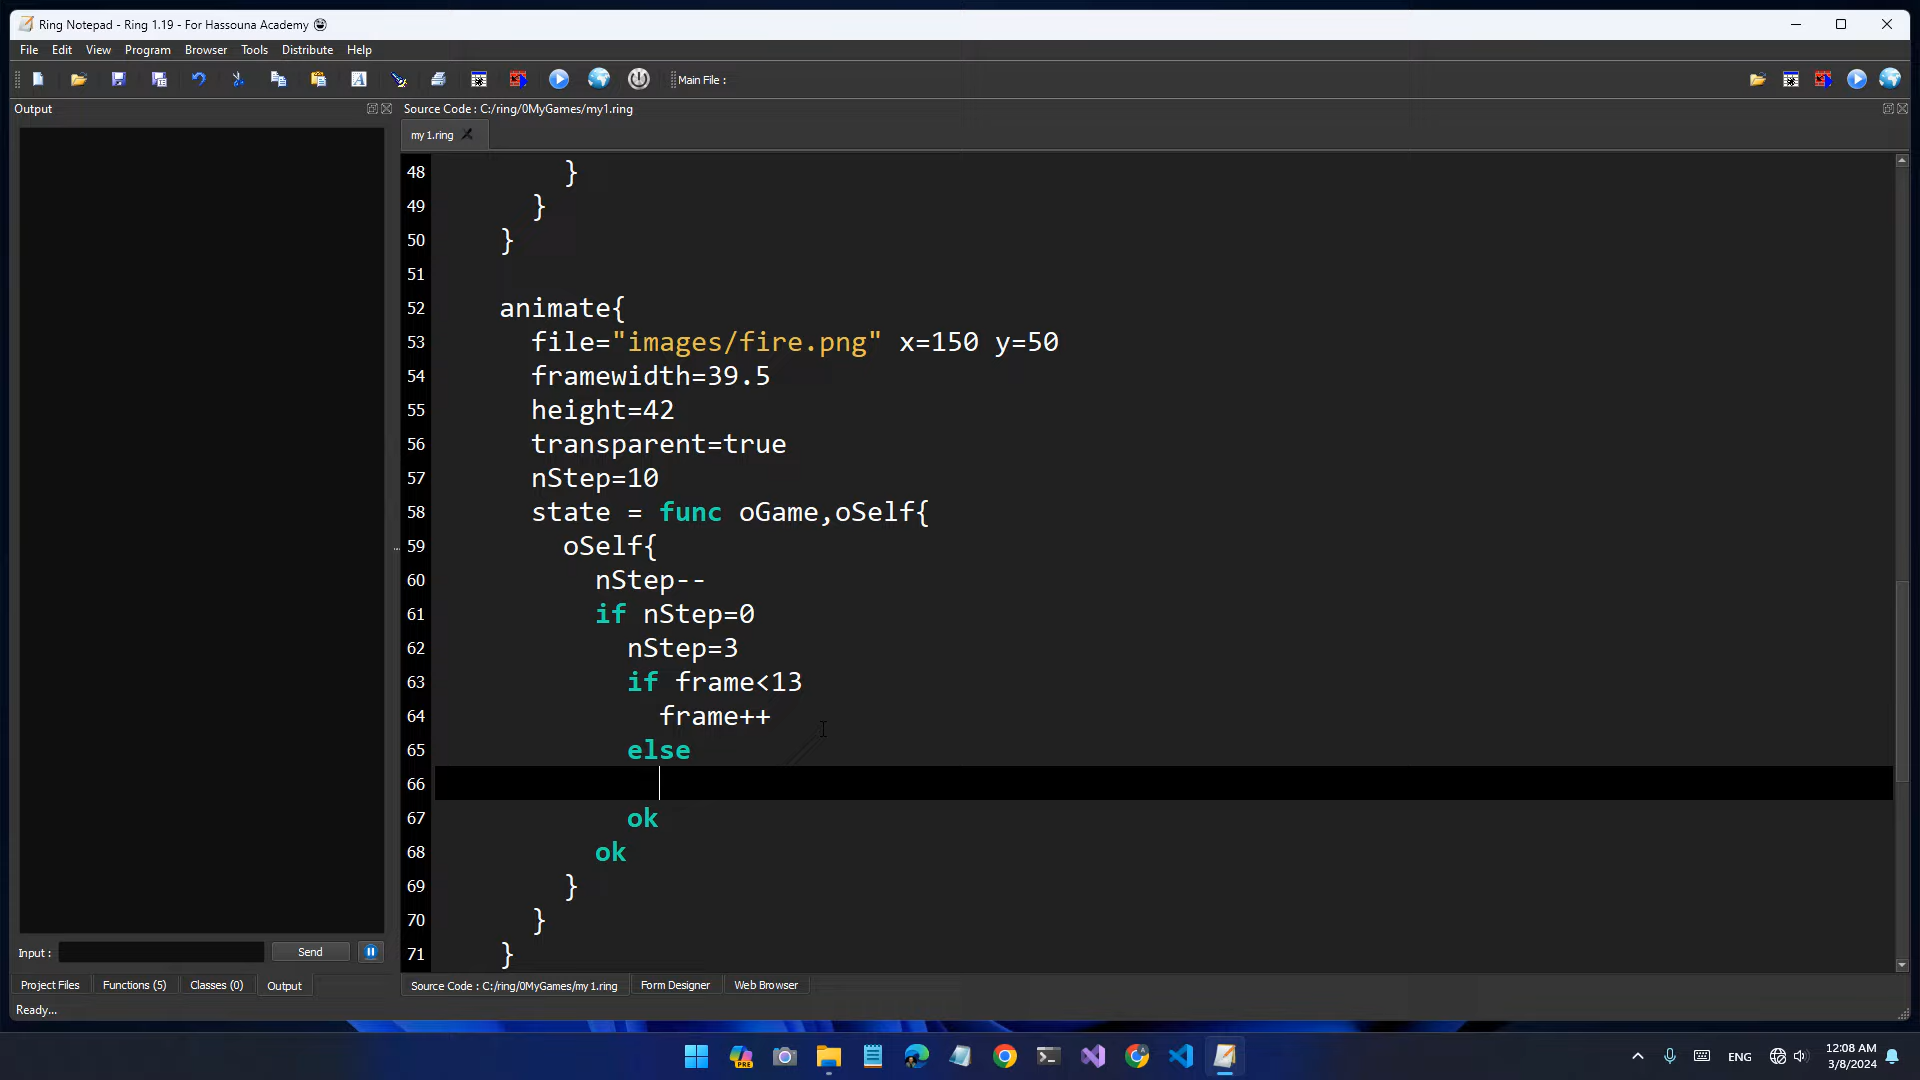 Ring Notepad - Ring 1.19 - For Hassouna Academy 😀
File Edit View Program Browser Tools Distribute Help
Main File :
Output
Source Code : C:/ring/0MyGames/my1.ring
my1.ring
48 }
49 }
50 }
51
52 animate{
53 file="images/fire.png" x=150 y=50
54 framewidth=39.5
55 height=42
56 transparent=true
57 nStep=10
58 state = func oGame,oSelf{
59 oSelf{
60 nStep--
61 if nStep=0
62 nStep=3
63 if frame<13
64 frame++
65 else
66
67 ok
68 ok
69 }
70 }
71 }
Input : Send
Project Files Functions (5) Classes (0) Output
Source Code : C:/ring/0MyGames/my1.ring Form Designer Web Browser
Ready...
PRE
ENG
12:08 AM
3/8/2024